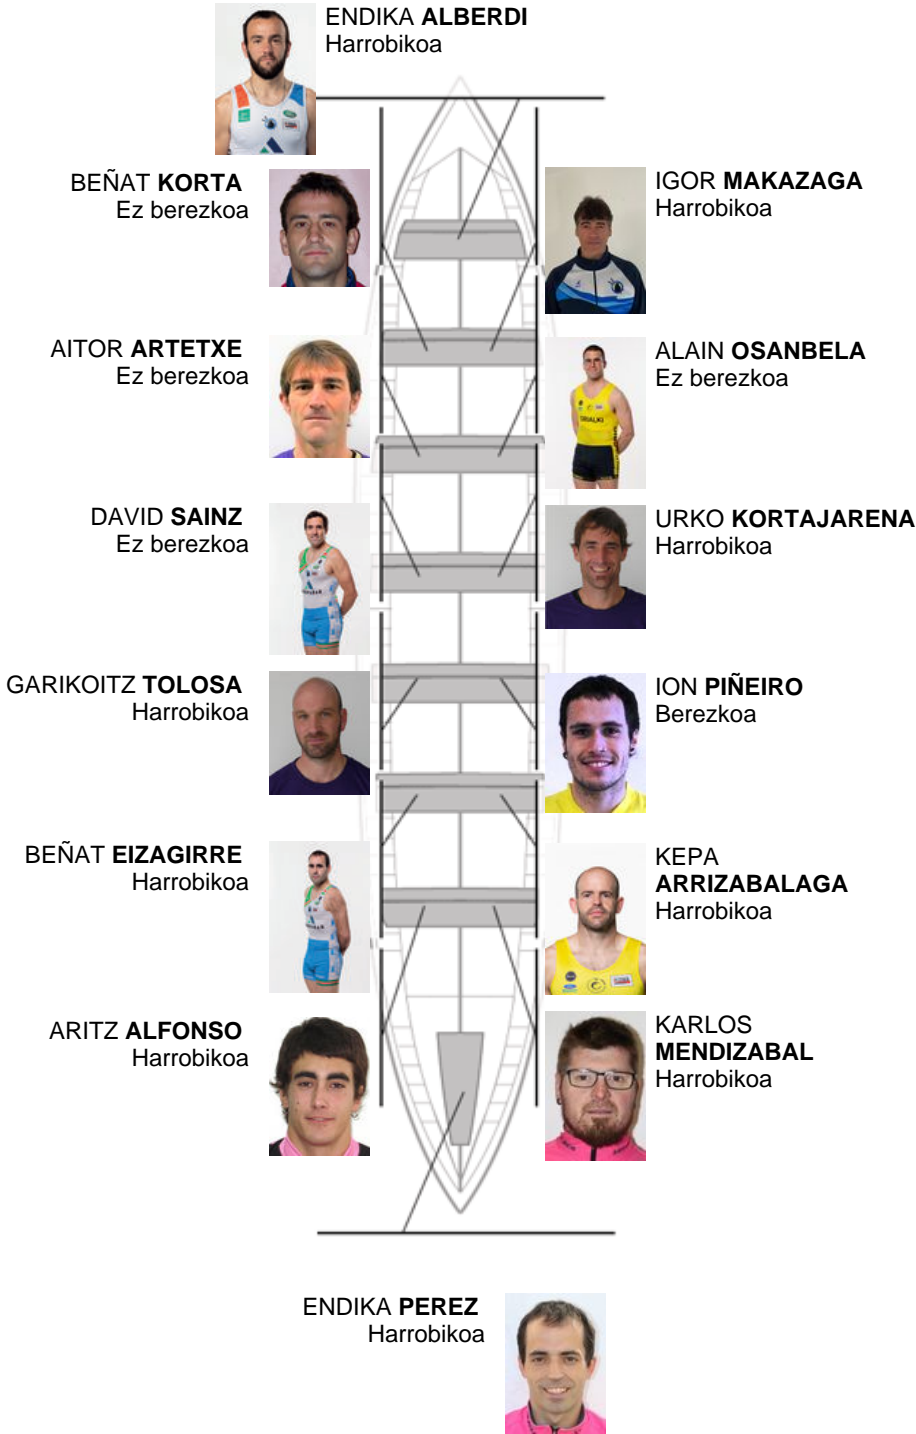 ENDIKA ALBERDI
Harrobikoa
BEÑAT KORTA
Ez berezkoa
IGOR MAKAZAGA
Harrobikoa
AITOR ARTETXE
Ez berezkoa
ALAIN OSANBELA
Ez berezkoa
DAVID SAINZ
Ez berezkoa
URKO KORTAJARENA
Harrobikoa
GARIKOITZ TOLOSA
Harrobikoa
ION PIÑEIRO
Berezkoa
BEÑAT EIZAGIRRE
Harrobikoa
KEPA
ARRIZABALAGA
Harrobikoa
ARITZ ALFONSO
Harrobikoa
KARLOS
MENDIZABAL
Harrobikoa
ENDIKA PEREZ
Harrobikoa